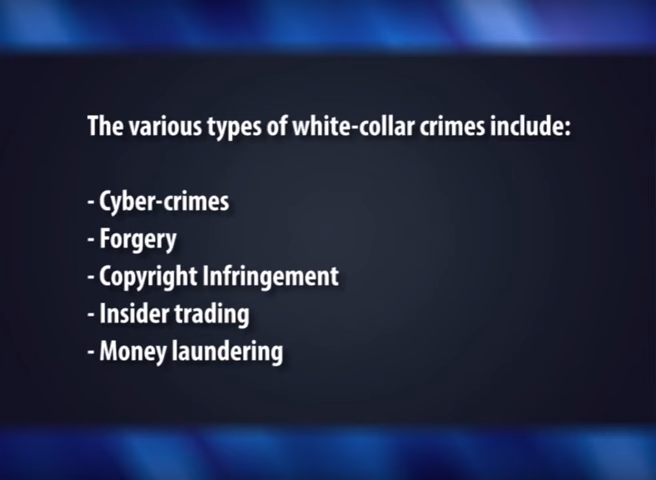 The various types of white-collar crimes include:
- Cyber-crimes
- Forgery
- Copyright Infringement
- Insider trading
- Money laundering